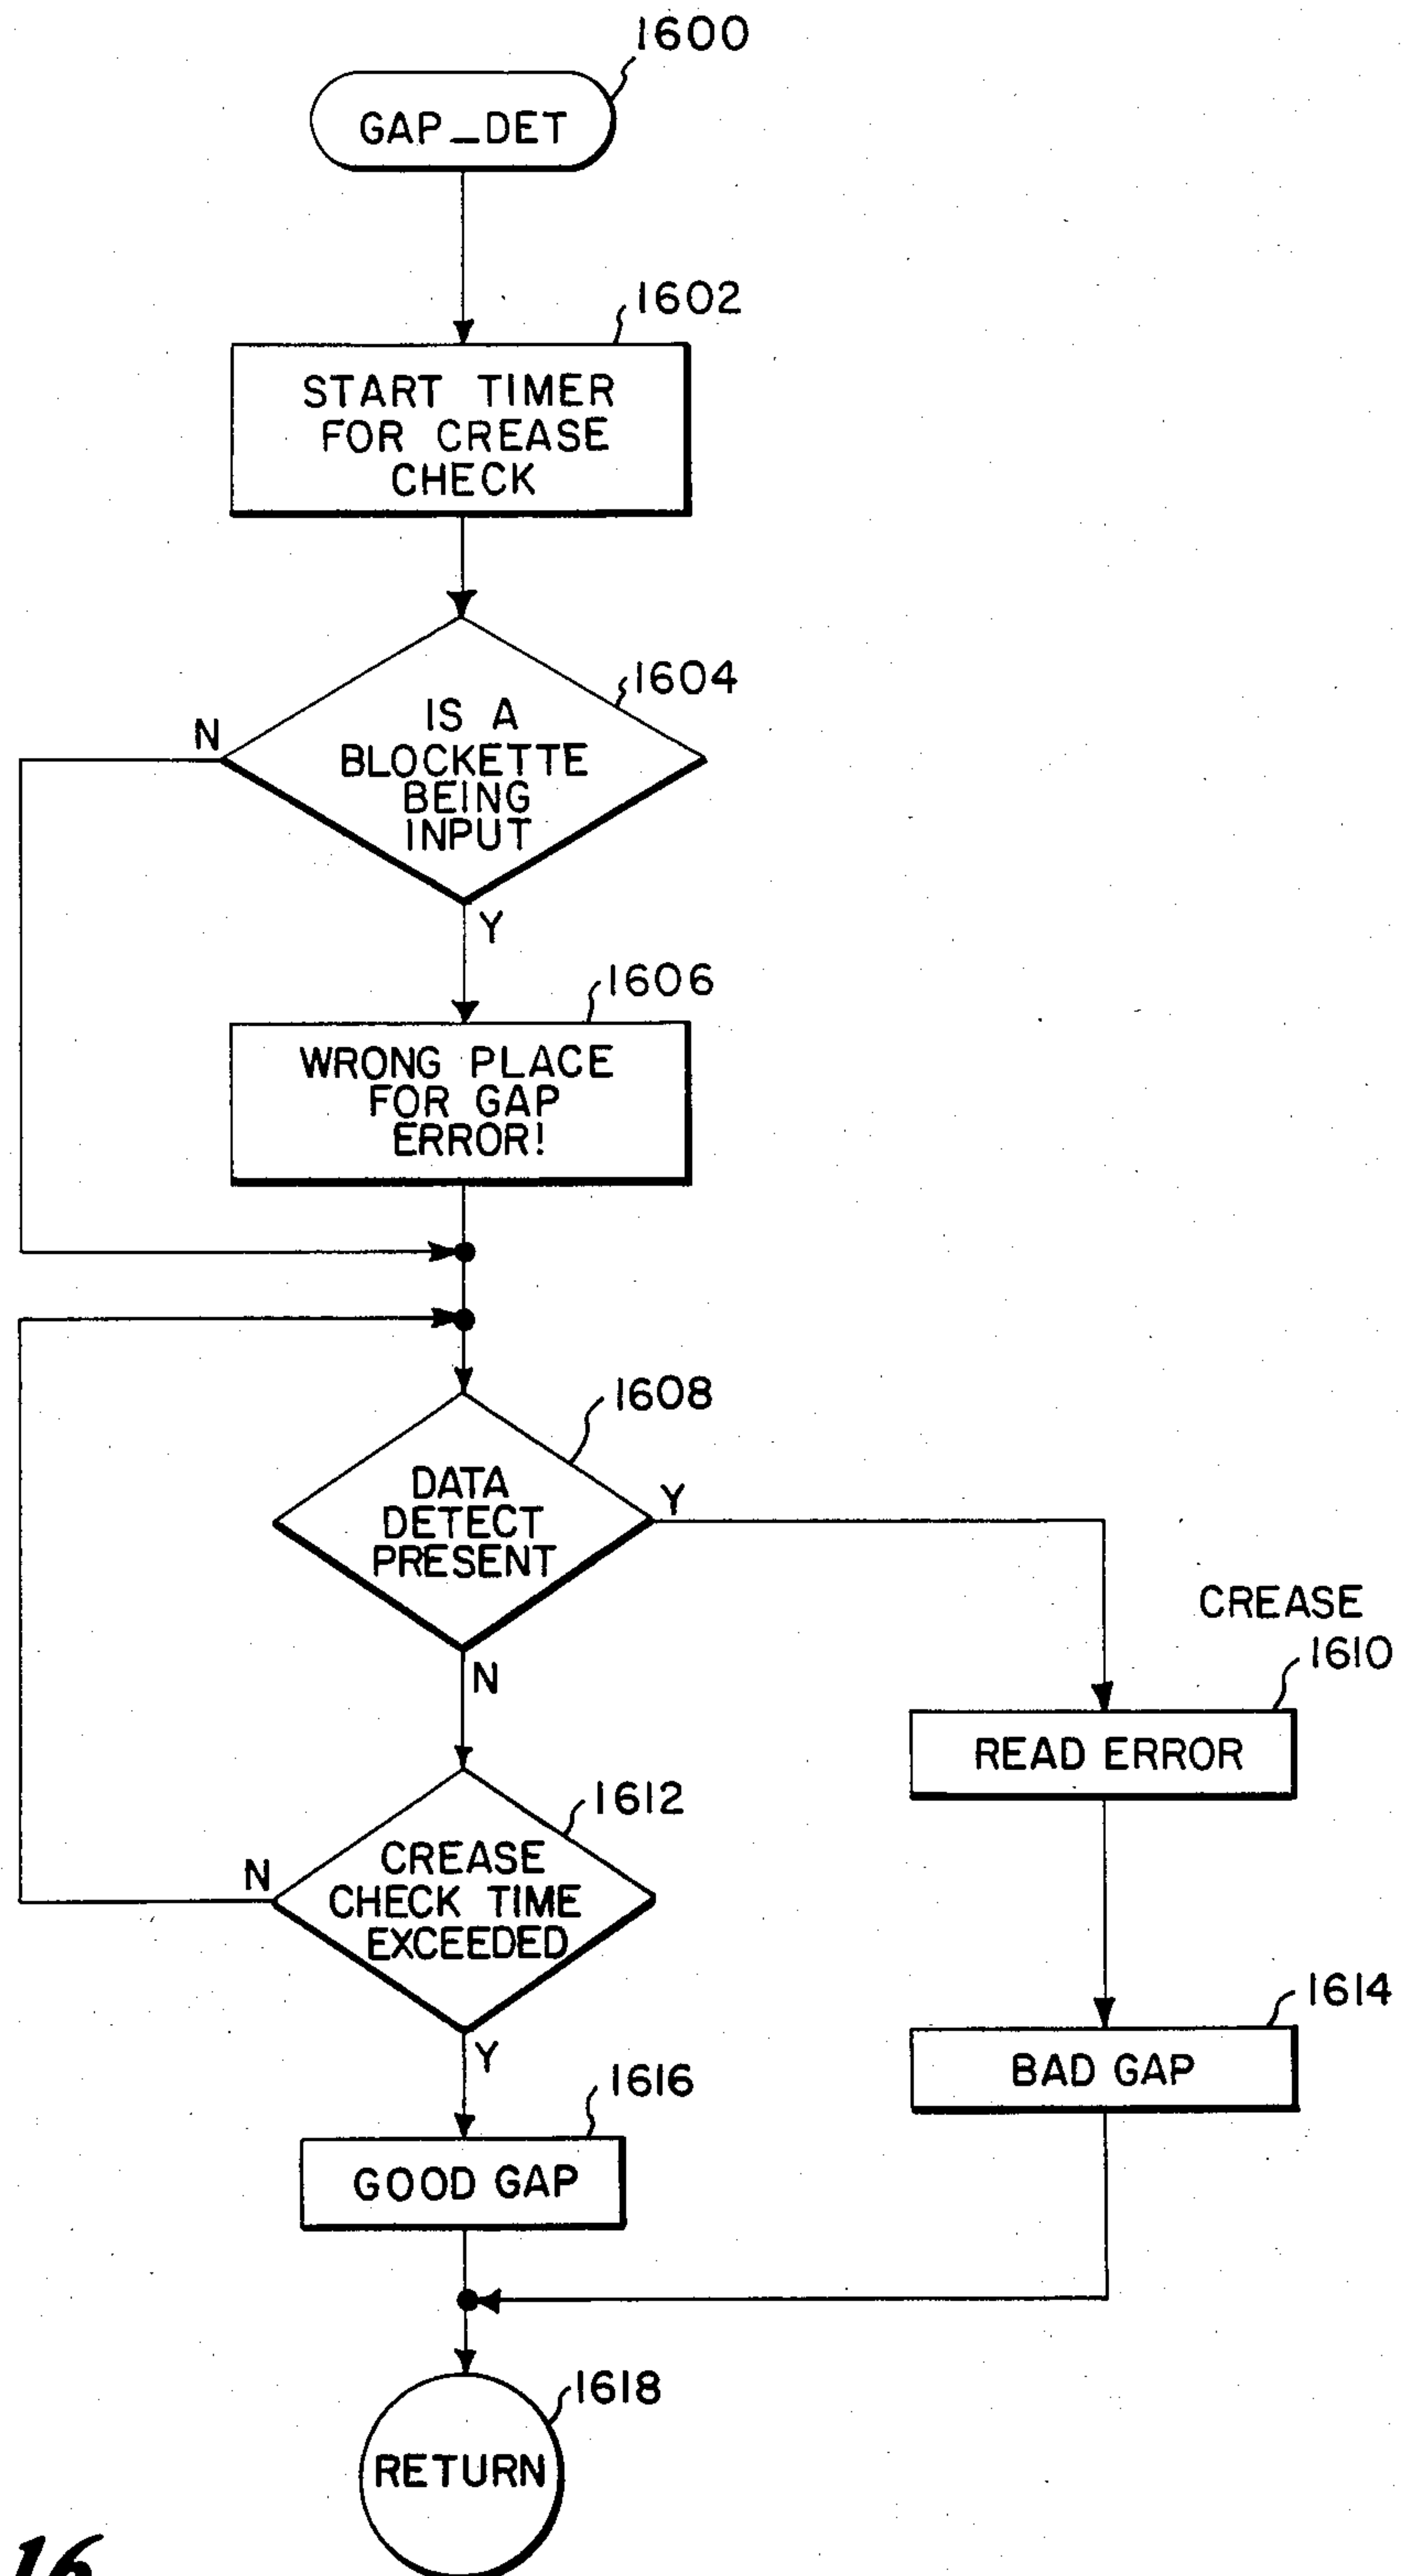 1600
GAP_DET
1602
START TIMER
FOR CREASE
CHECK
1604
N
IS A
BLOCKETTE
BEING
INPUT
Y
1606
WRONG PLACE
FOR GAP
ERROR!
1608
DATA
DETECT
PRESENT
Y
N
CREASE
1610
READ ERROR
1612
N
CREASE
CHECK TIME
EXCEEDED
Y
1614
BAD GAP
1616
GOOD GAP
1618
RETURN
16